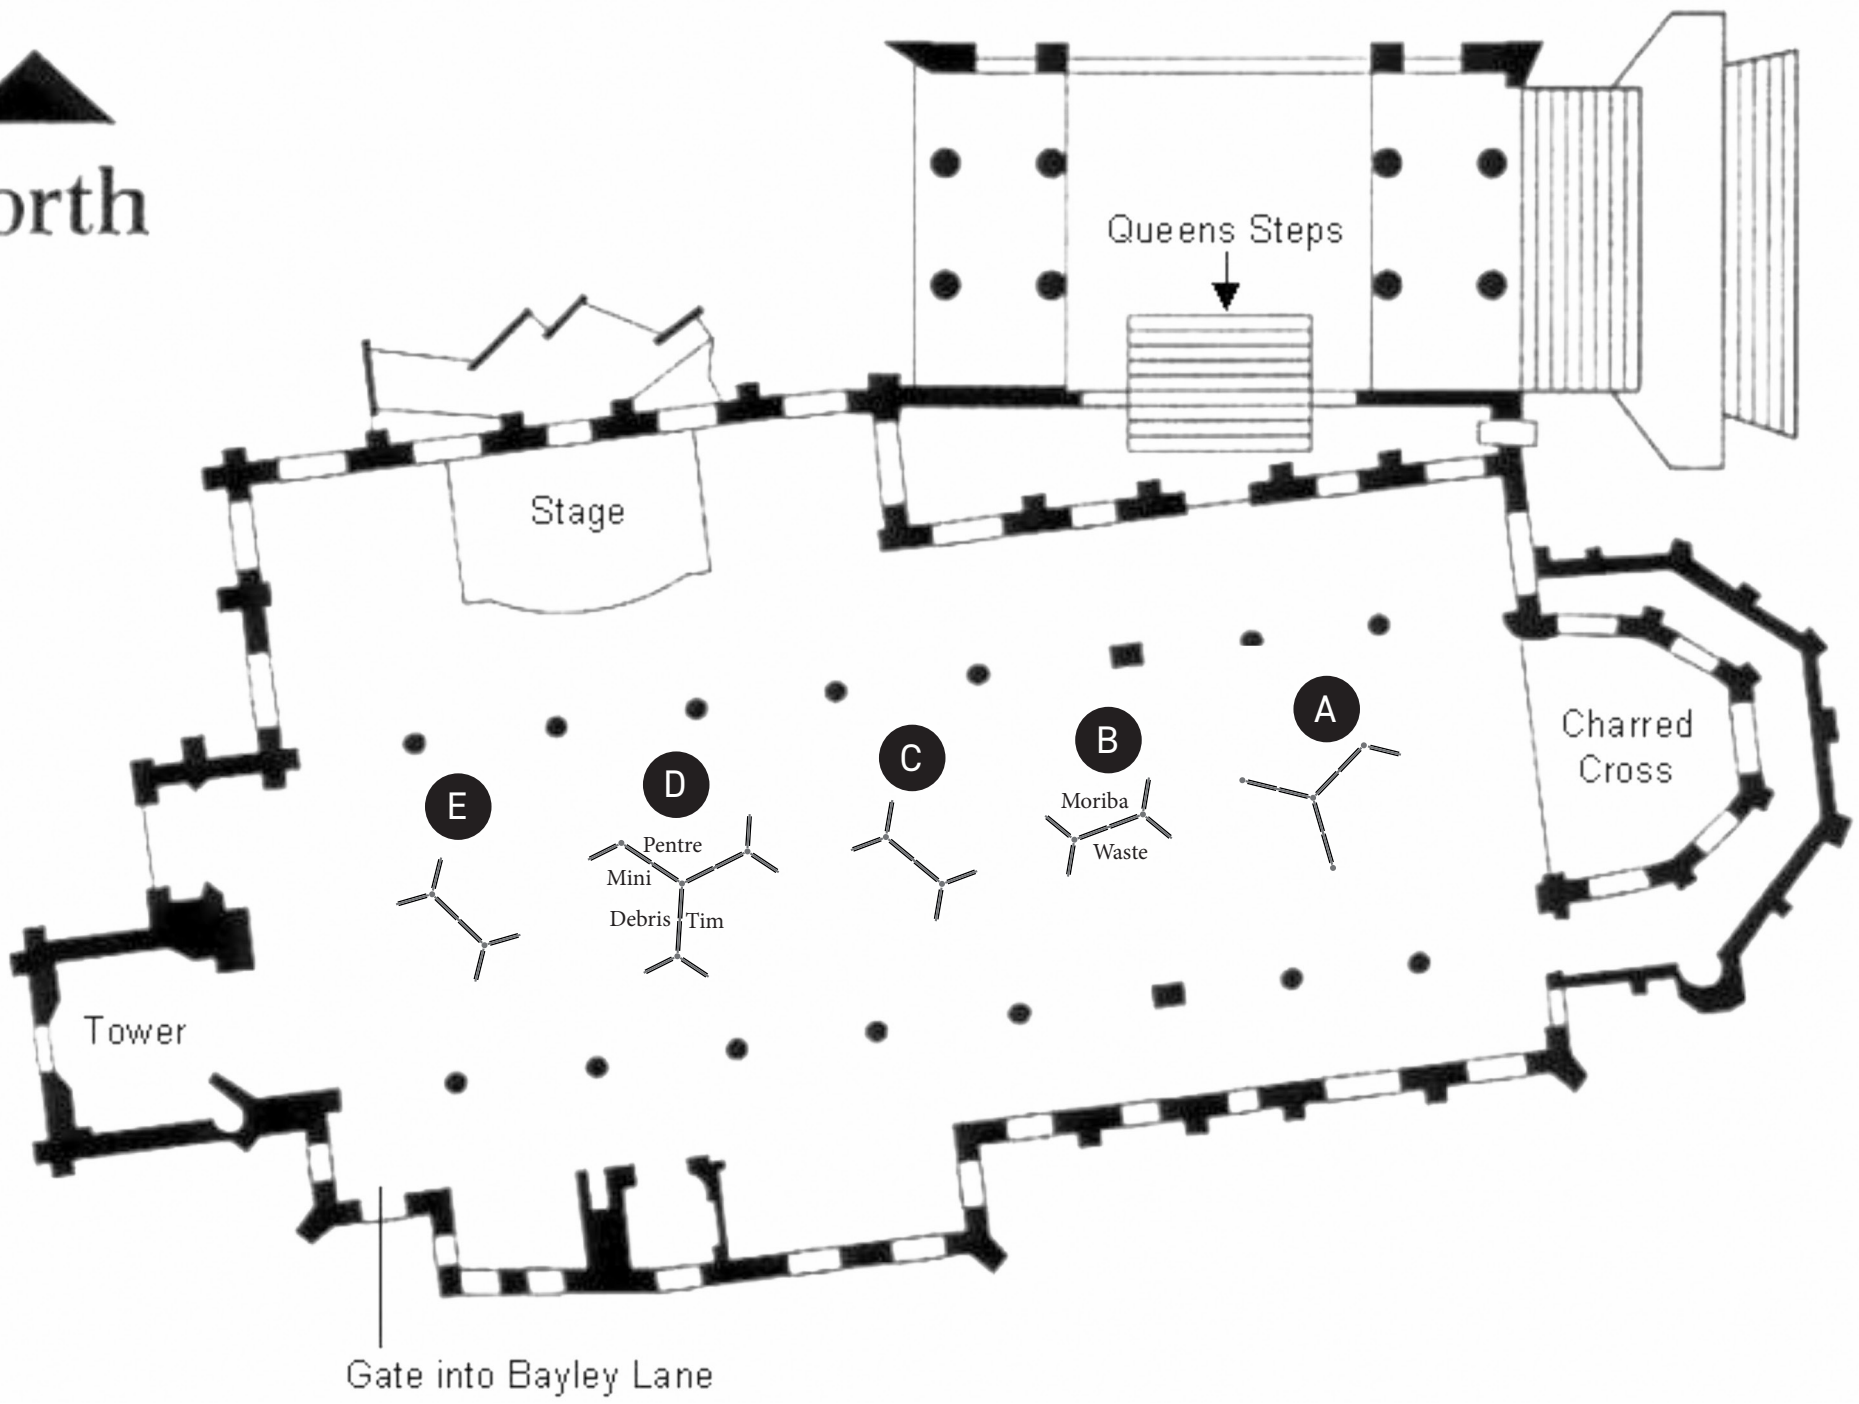 orth
Queens Steps
Stage
Charred
Cross
A
B
C
D
E
Moriba
Waste
Pentre
Mini
Debris
Tim
Tower
Gate into Bayley Lane